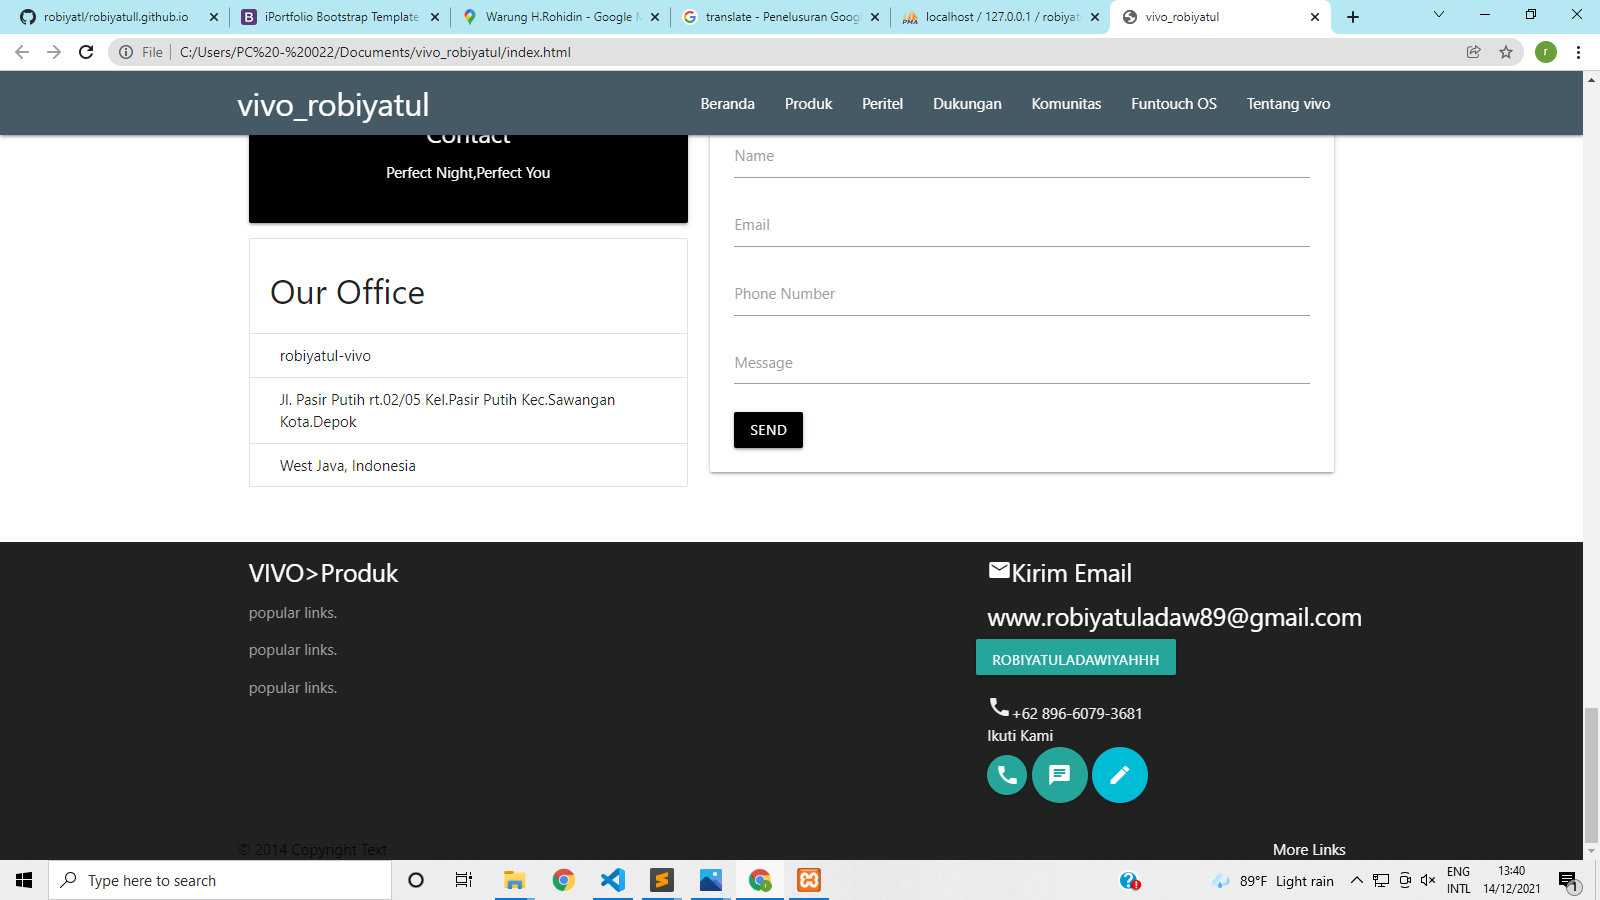 robiyatl/robiyatull.github.io
iPortfolio Bootstrap Template
Warung H.Rohidin - Google
translate - Penelusuran Goog
localhost / 127.0.0.1 / robiyat
vivo_robiyatul
File
C:/Users/PC%20-%20022/Documents/vivo_robiyatul/index.html
r
vivo_robiyatul
Beranda
Produk
Peritel
Dukungan
Komunitas
Funtouch OS
Tentang vivo
Contact
Perfect Night,Perfect You
Our Office
robiyatul-vivo
Jl. Pasir Putih rt.02/05 Kel.Pasir Putih Kec.Sawangan
Kota.Depok
West Java, Indonesia
Name
Email
Phone Number
Message
SEND
VIVO>Produk
popular links.
popular links.
popular links.
Kirim Email
www.robiyatuladaw89@gmail.com
ROBIYATULADAWIYAHHH
+62 896-6079-3681
Ikuti Kami
© 2014 Copyright Text
More Links
Type here to search
89°F Light rain
ENG
INTL
13:40
14/12/2021
1